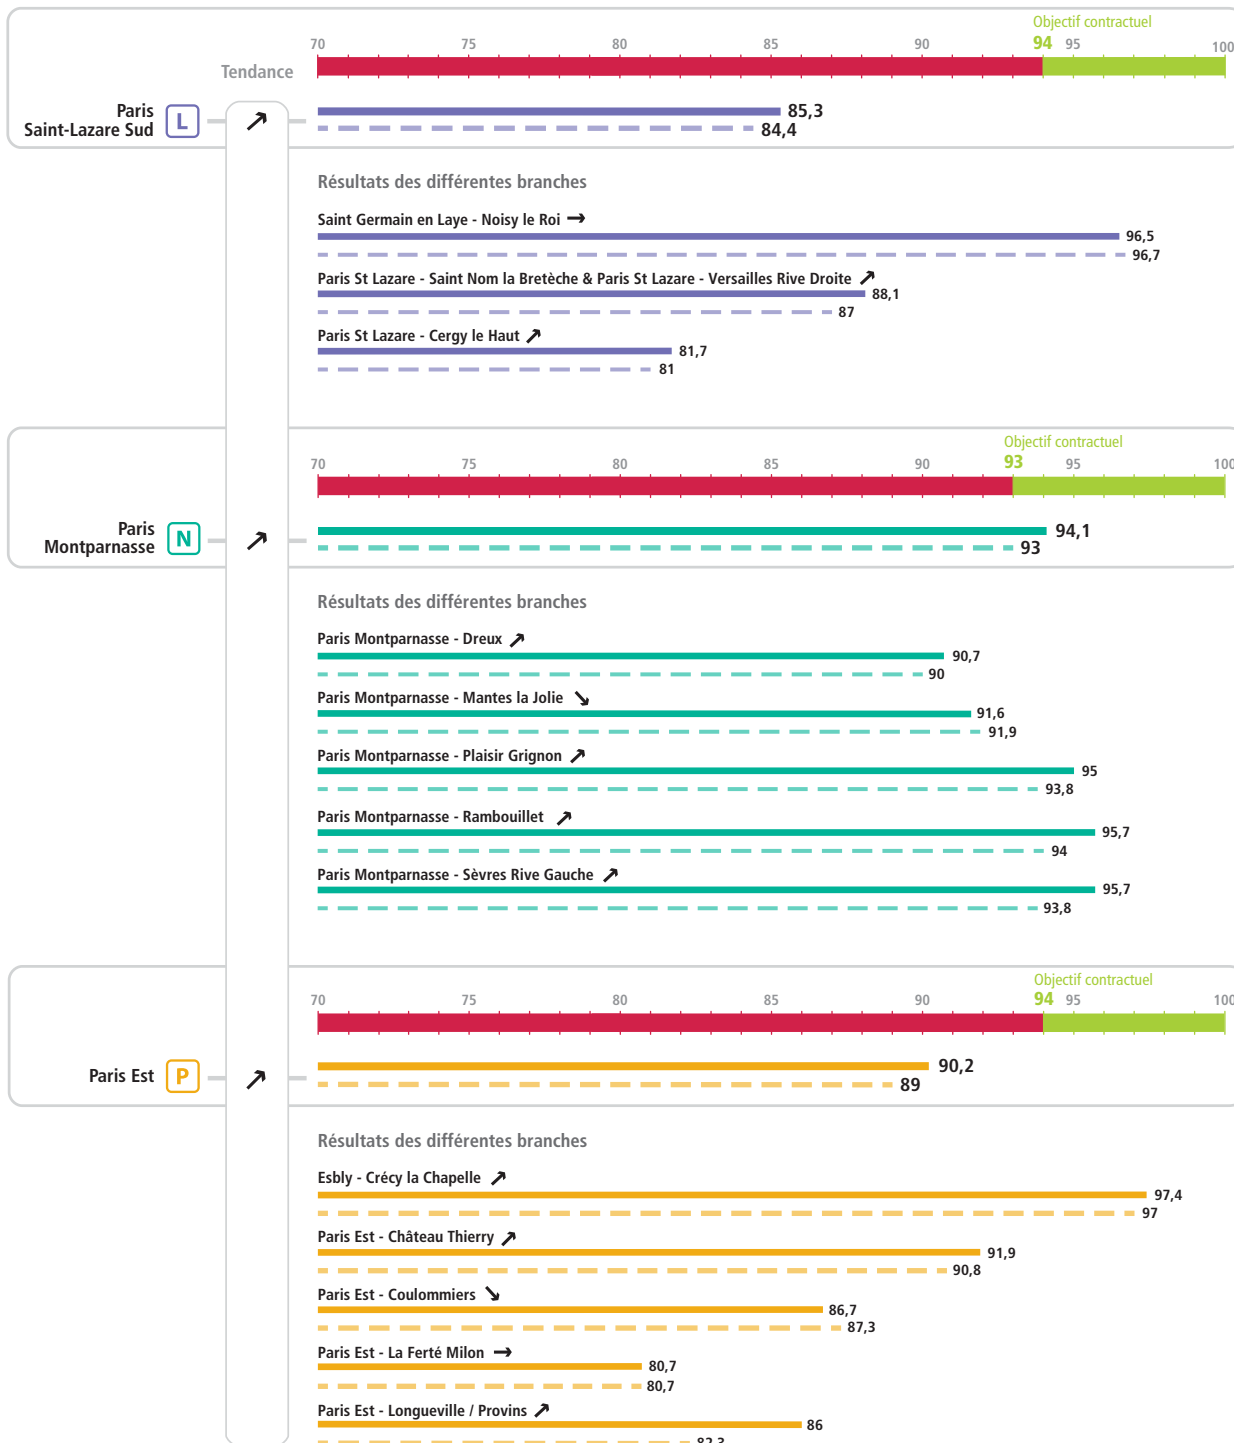 Objectif contractuel
70 75 80 85 90 94 95 100
Tendance
Paris
Saint-Lazare Sud
L
85,3
84,4
Résultats des différentes branches
Saint Germain en Laye - Noisy le Roi
96,5
96,7
Paris St Lazare - Saint Nom la Bretèche & Paris St Lazare - Versailles Rive Droite
88,1
87
Paris St Lazare - Cergy le Haut
81,7
81
Objectif contractuel
70 75 80 85 90 93 95 100
Paris
Montparnasse
N
94,1
93
Résultats des différentes branches
Paris Montparnasse - Dreux
90,7
90
Paris Montparnasse - Mantes la Jolie
91,6
91,9
Paris Montparnasse - Plaisir Grignon
95
93,8
Paris Montparnasse - Rambouillet
95,7
94
Paris Montparnasse - Sèvres Rive Gauche
95,7
93,8
Objectif contractuel
70 75 80 85 90 94 95 100
Paris Est
P
90,2
89
Résultats des différentes branches
Esbly - Crécy la Chapelle
97,4
97
Paris Est - Château Thierry
91,9
90,8
Paris Est - Coulommiers
86,7
87,3
Paris Est - La Ferté Milon
80,7
80,7
Paris Est - Longueville / Provins
86
82,3